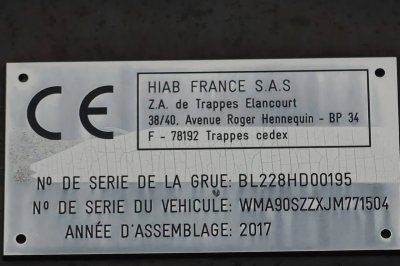 CE
HIAB FRANCE S.A.S
Z.A. de Trappes Elancourt
38/40, Avenue Roger Hennequin - BP 34
F - 78192 Trappes cedex
Nº DE SERIE DE LA GRUE: BL228HD00195
Nº DE SERIE DU VEHICULE: WMA90SZZXJM771504
ANNÉE D'ASSEMBLAGE: 2017